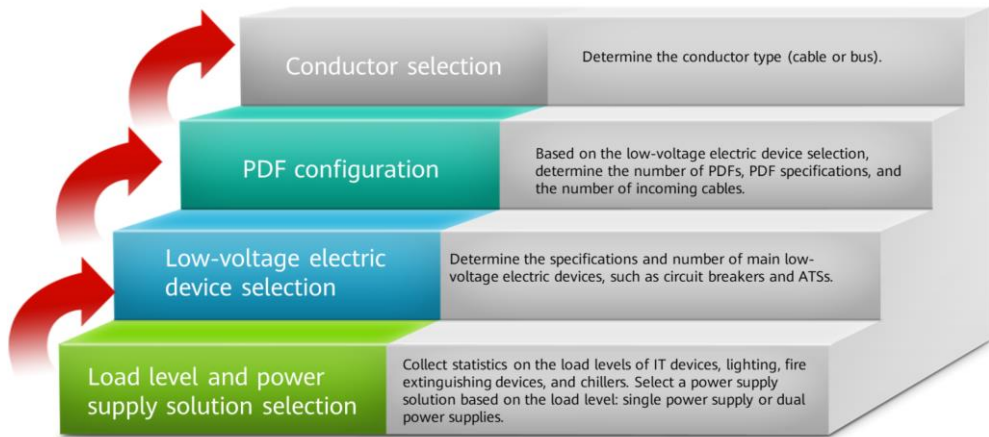 Conductor selection
Determine the conductor type (cable or bus).
PDF configuration
Based on the low-voltage electric device selection,
determine the number of PDFs, PDF specifications, and
the number of incoming cables.
Low-voltage electric
device selection
Determine the specifications and number of main low-
voltage electric devices, such as circuit breakers and ATSs.
Load level and power
supply solution selection
Collect statistics on the load levels of IT devices, lighting, fire
extinguishing devices, and chillers. Select a power supply
solution based on the load level: single power supply or dual
power supplies.